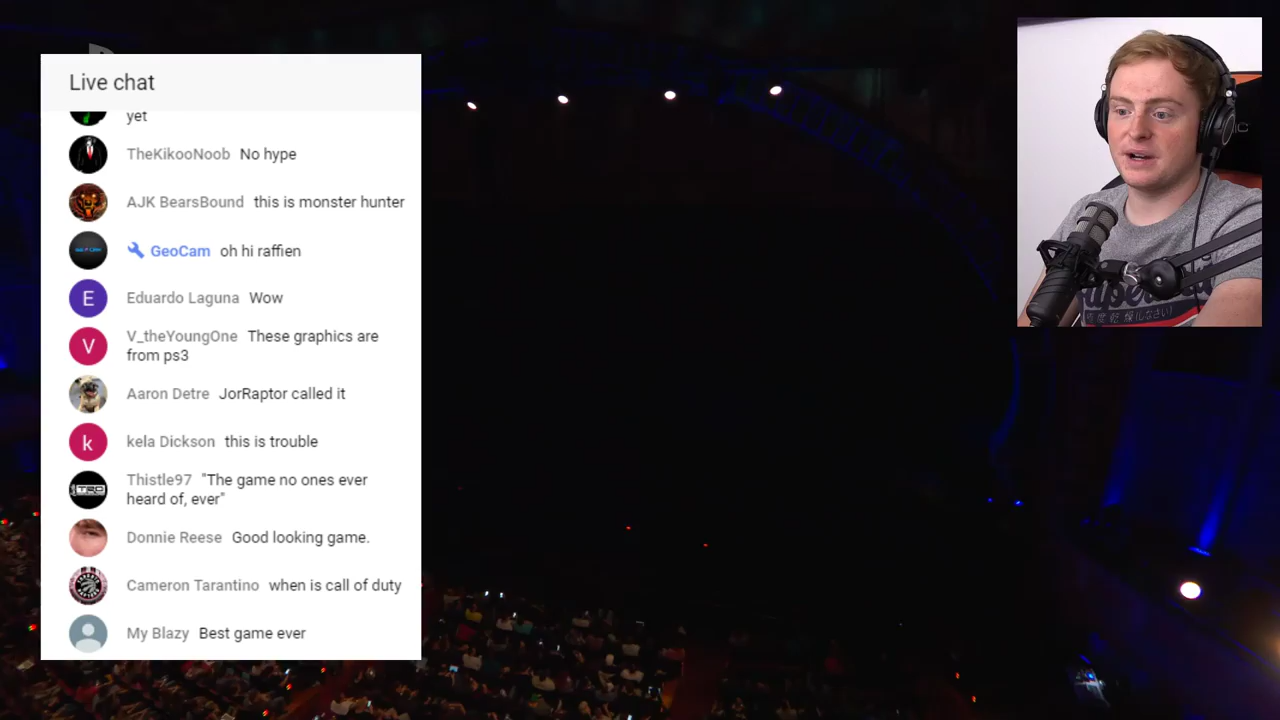 Live chat
yet
TheKikooNoob No hype
AJK BearsBound this is monster hunter
GeoCam oh hi raffien
E Eduardo Laguna Wow
V V_theYoungOne These graphics are
from ps3
Aaron Detre JorRaptor called it
k kela Dickson this is trouble
Thistle97 "The game no ones ever
heard of, ever"
Donnie Reese Good looking game.
Cameron Tarantino when is call of duty
My Blazy Best game ever